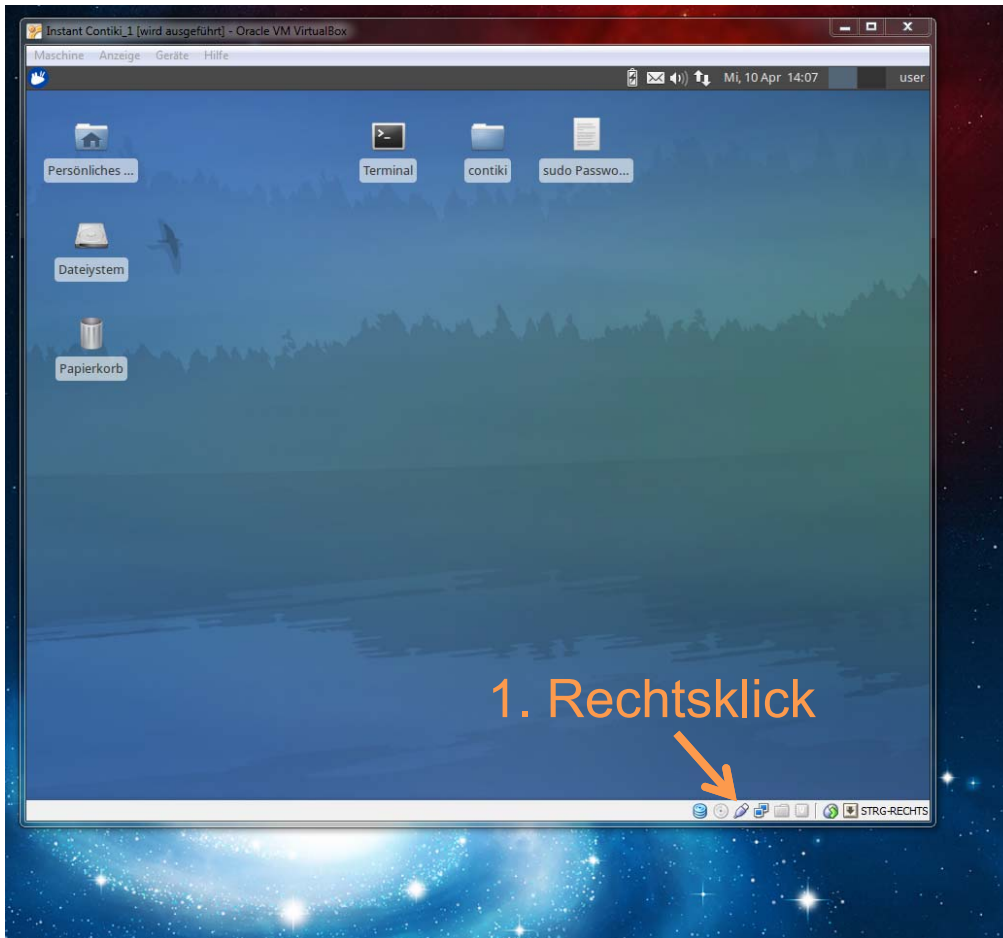 Instant Contiki_1 [wird ausgeführt] - Oracle VM VirtualBox
Maschine Anzeige Geräte Hilfe
Mi, 10 Apr 14:07 user
Persönliches ...
Terminal
contiki
sudo Passwo...
Dateiystem
Papierkorb
1. Rechtsklick
STRG-RECHTS